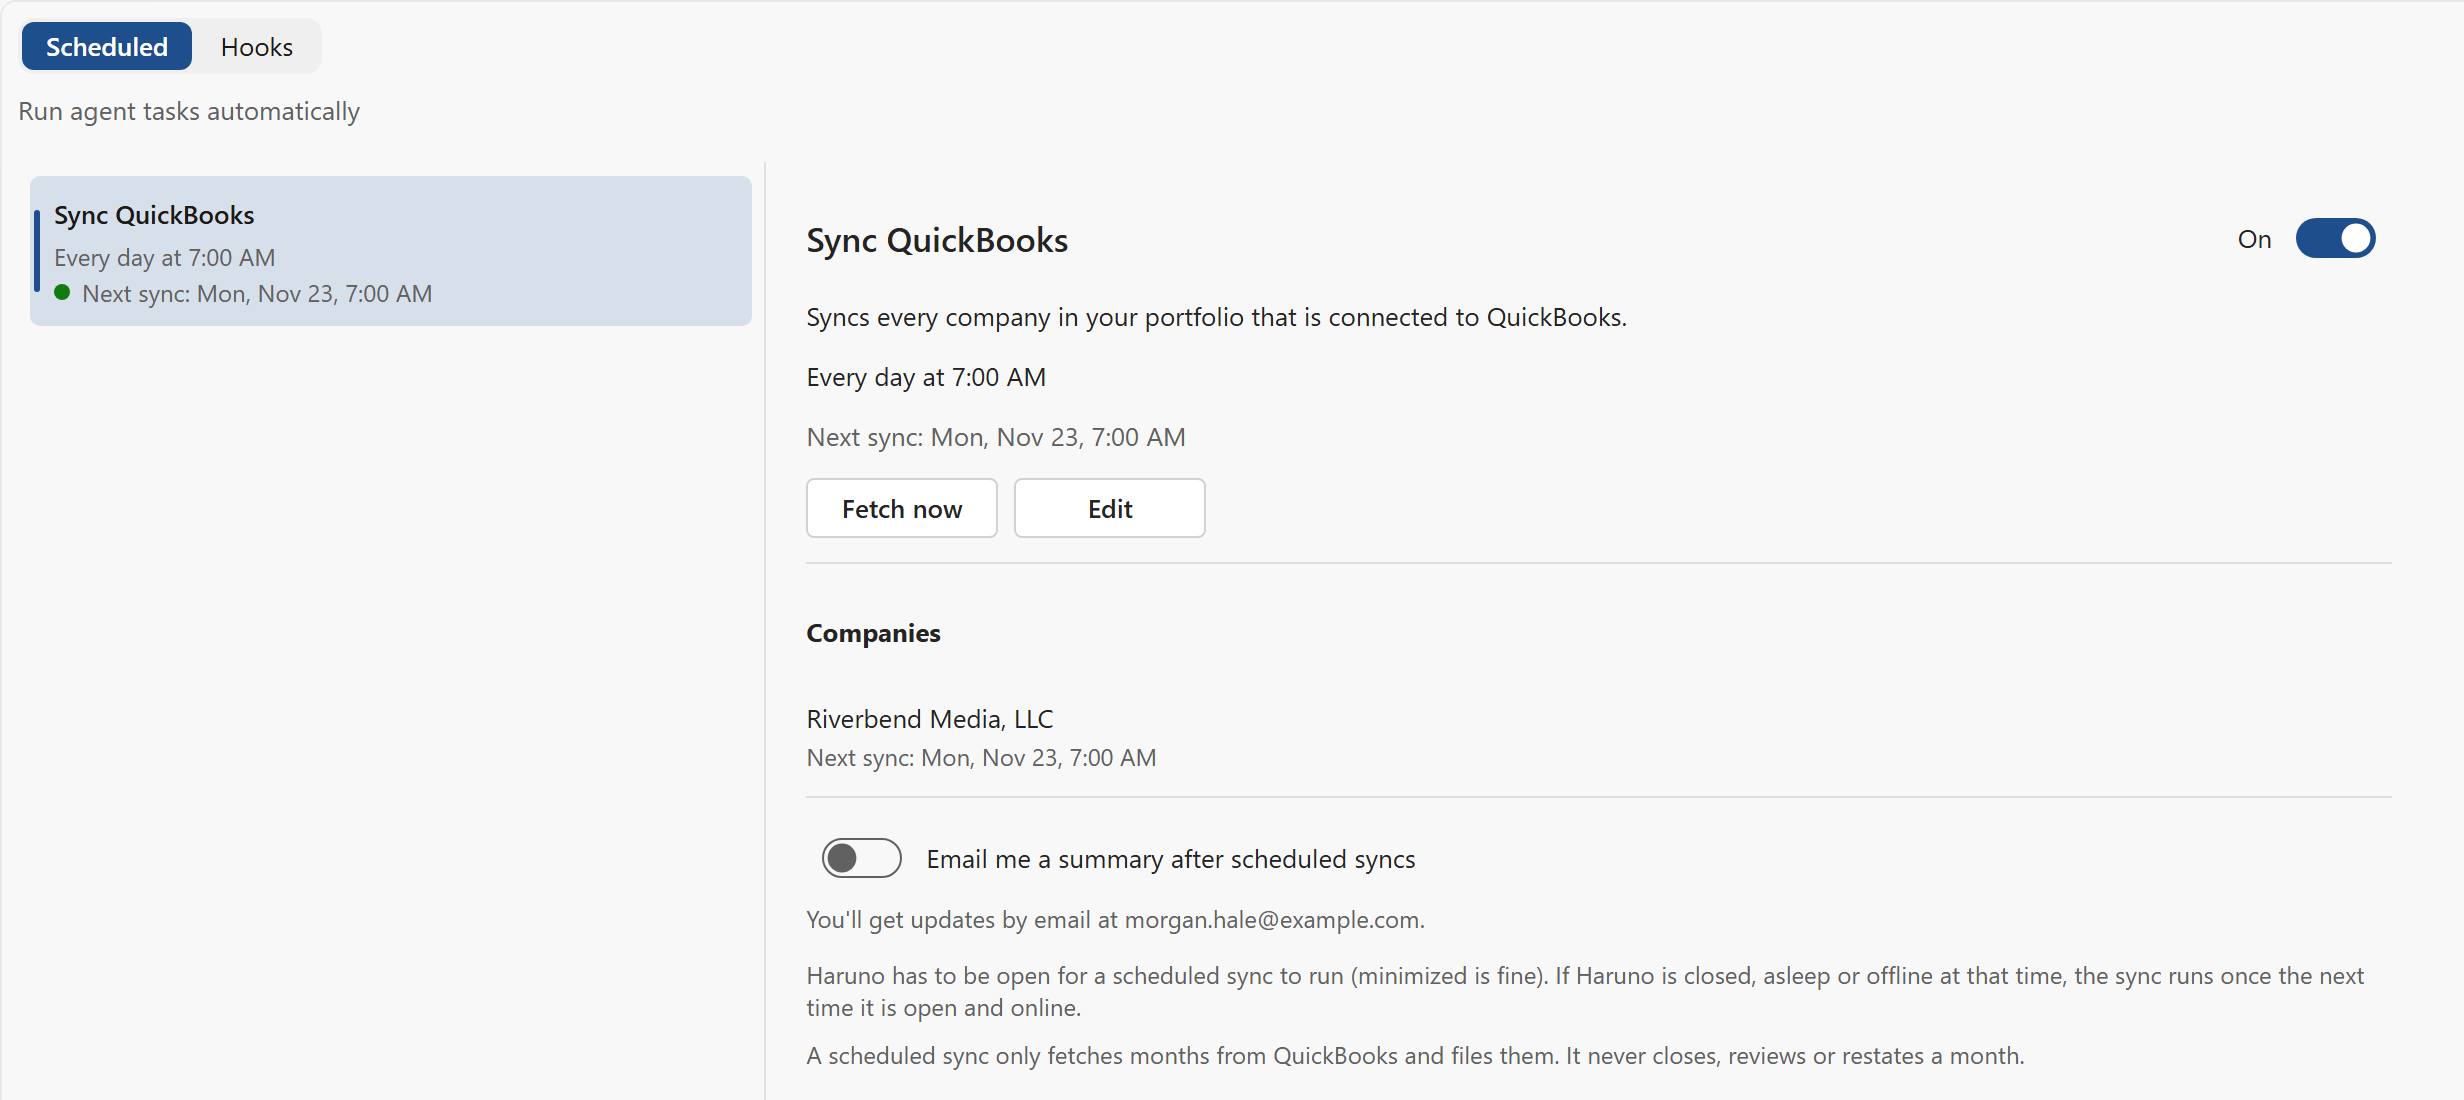 Scheduled
Hooks
Run agent tasks automatically
Sync QuickBooks
Every day at 7:00 AM
Next sync: Mon, Nov 23, 7:00 AM
Sync QuickBooks
On
Syncs every company in your portfolio that is connected to QuickBooks.
Every day at 7:00 AM
Next sync: Mon, Nov 23, 7:00 AM
Fetch now
Edit
Companies
Riverbend Media, LLC
Next sync: Mon, Nov 23, 7:00 AM
Email me a summary after scheduled syncs
You'll get updates by email at morgan.hale@example.com.
Haruno has to be open for a scheduled sync to run (minimized is fine). If Haruno is closed, asleep or offline at that time, the sync runs once the next
time it is open and online.
A scheduled sync only fetches months from QuickBooks and files them. It never closes, reviews or restates a month.